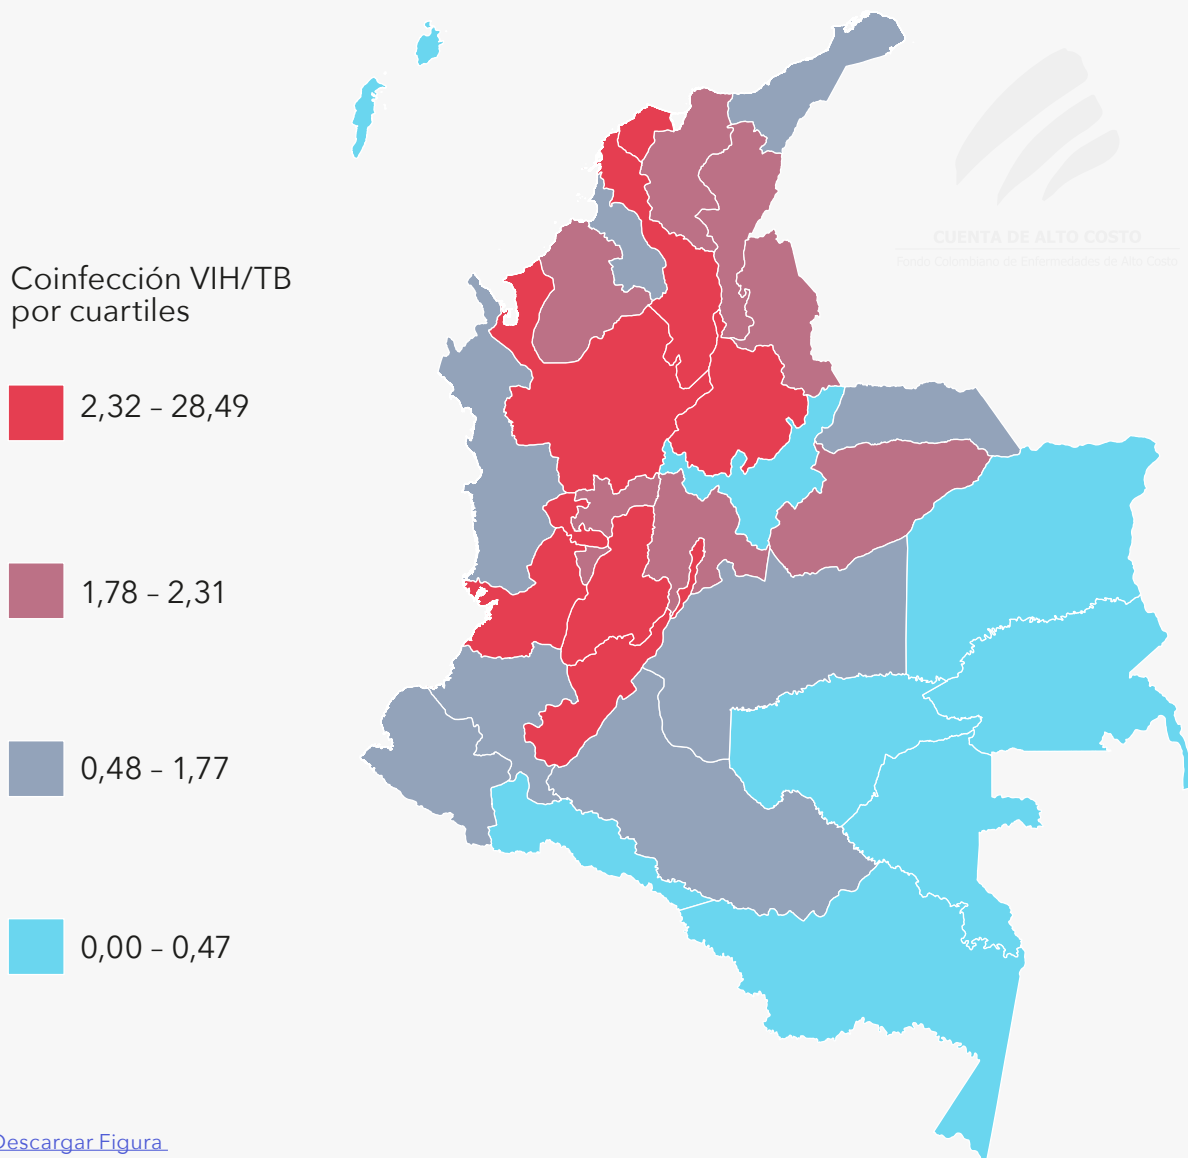 CUENTA DE ALTO COSTO
Fondo Colombiano de Enfermedades de Alto Costo
Coinfección VIH/TB
por cuartiles
2,32 – 28,49
1,78 – 2,31
0,48 – 1,77
0,00 – 0,47
Descargar Figura